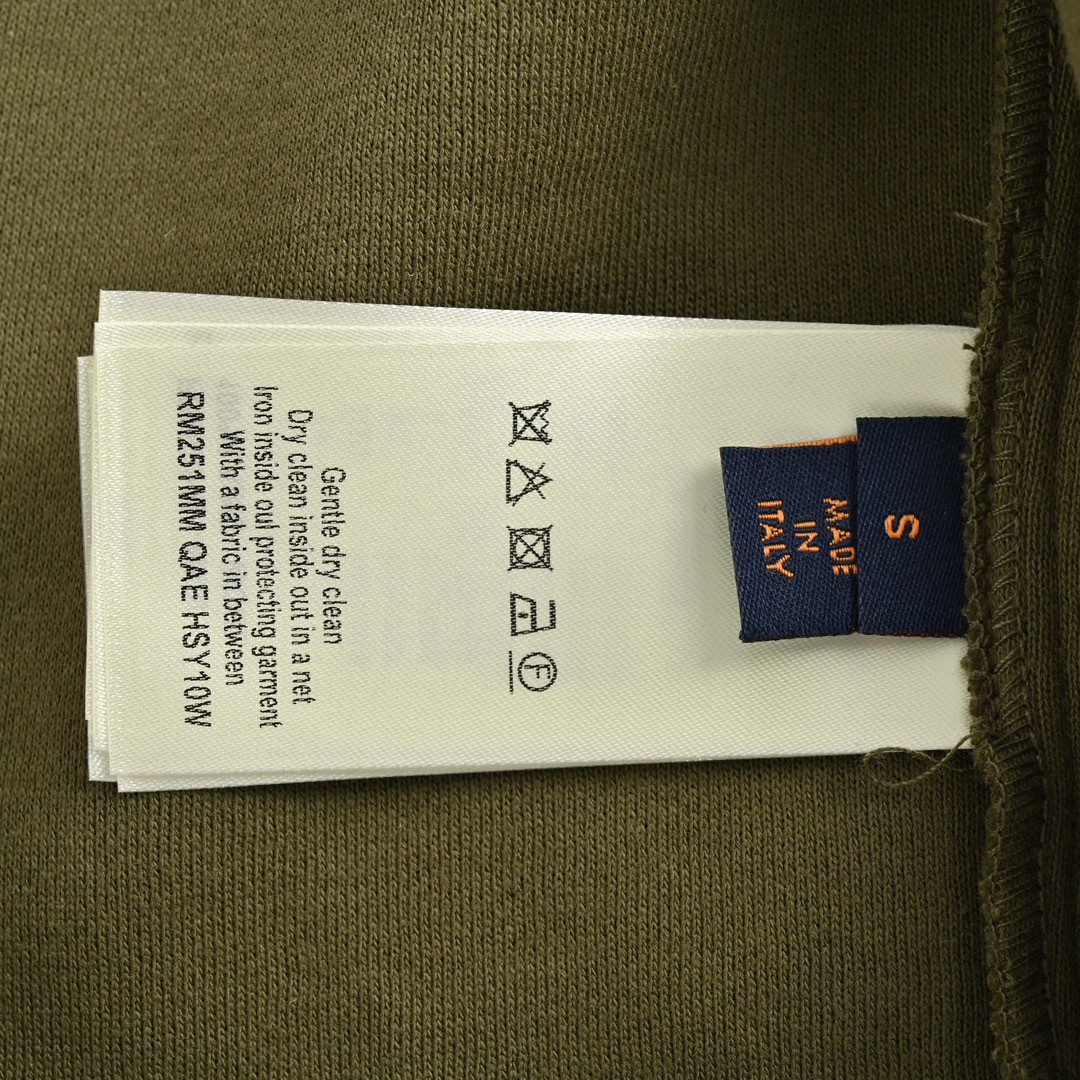 S
MADE
IN
ITALY
Gentle dry clean
Dry clean inside out in a net
Iron inside out protecting garment
With a fabric in between
RM251MM QAE HSY10W
F